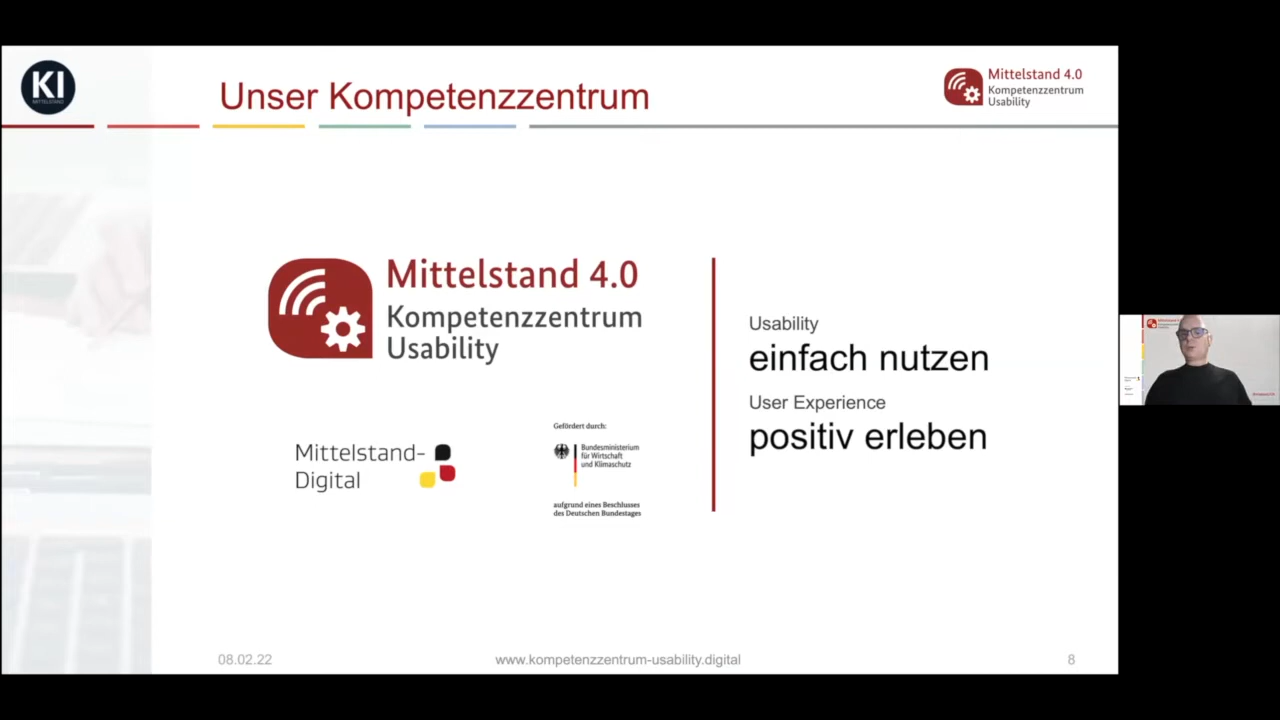 KI
MITTELSTAND
Unser Kompetenzzentrum
Mittelstand 4.0
Kompetenzzentrum
Usability
Mittelstand 4.0
Kompetenzzentrum
Usability
Mittelstand-
Digital
Gefördert durch:
Bundesministerium
für Wirtschaft
und Klimaschutz
aufgrund eines Beschlusses
des Deutschen Bundestages
Usability
einfach nutzen
User Experience
positiv erleben
08.02.22
www.kompetenzzentrum-usability.digital
8